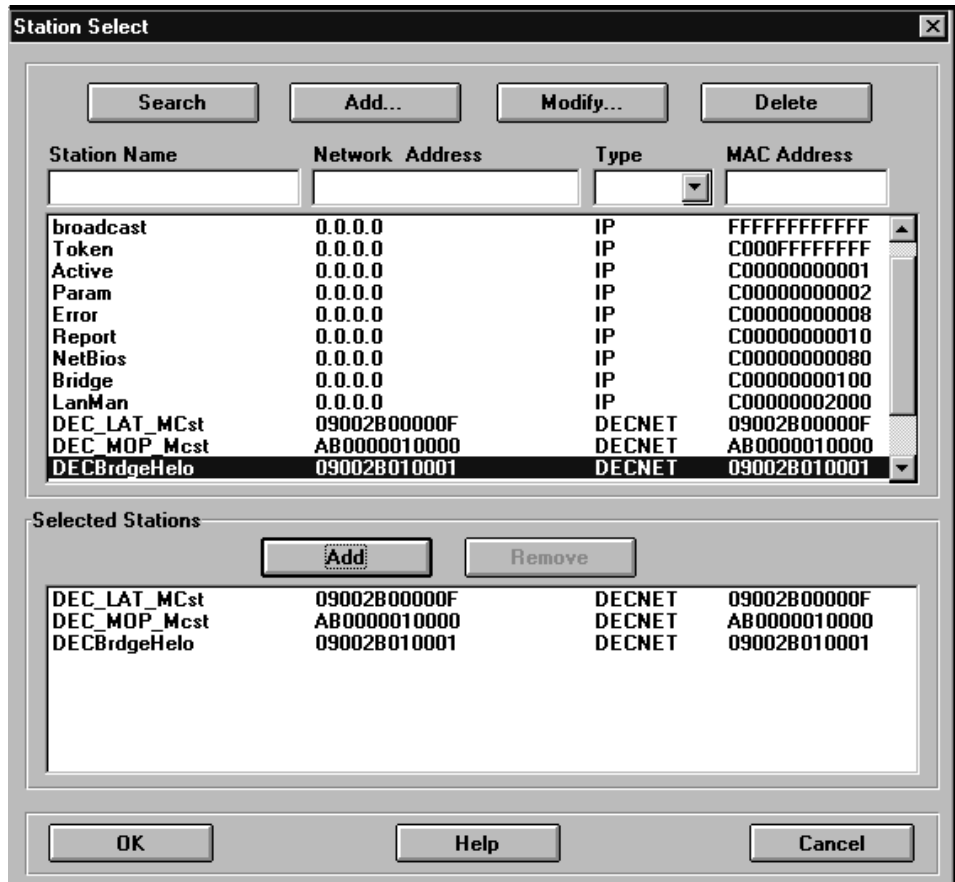 Station Select
Search Add... Modify... Delete
Station Name Network Address Type MAC Address
broadcast 0.0.0.0 IP FFFFFFFFFFFF
Token 0.0.0.0 IP C000FFFFFFFF
Active 0.0.0.0 IP C00000000001
Param 0.0.0.0 IP C00000000002
Error 0.0.0.0 IP C00000000008
Report 0.0.0.0 IP C00000000010
NetBios 0.0.0.0 IP C00000000080
Bridge 0.0.0.0 IP C00000000100
LanMan 0.0.0.0 IP C00000002000
DEC_LAT_MCst 09002B00000F DECNET 09002B00000F
DEC_MOP_Mcst AB0000010000 DECNET AB0000010000
DECBrdgeHelo 09002B010001 DECNET 09002B010001
Selected Stations
Add Remove
DEC_LAT_MCst 09002B00000F DECNET 09002B00000F
DEC_MOP_Mcst AB0000010000 DECNET AB0000010000
DECBrdgeHelo 09002B010001 DECNET 09002B010001
OK Help Cancel